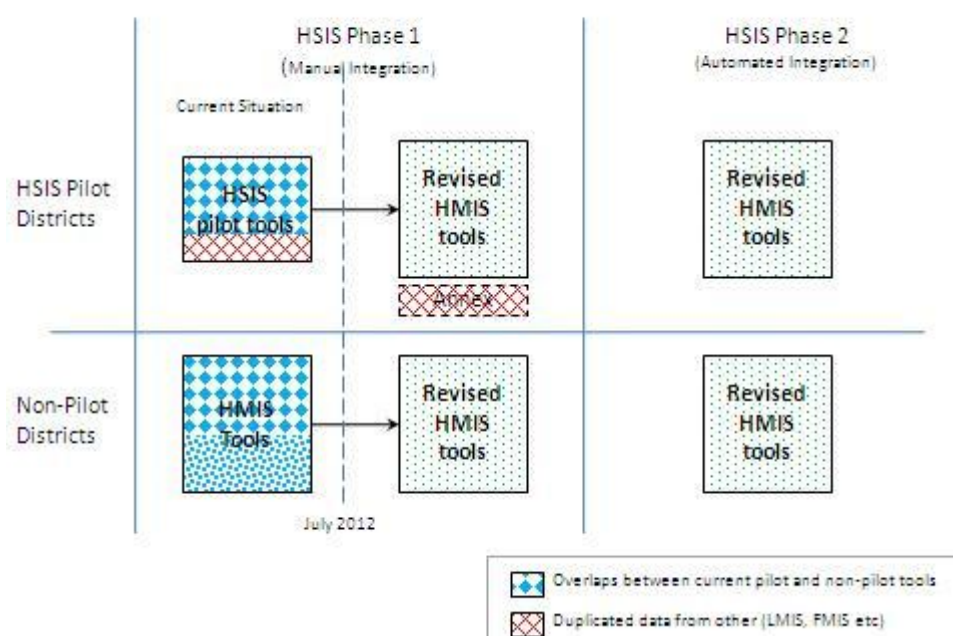 HSIS Phase 1
(Manual Integration)
HSIS Phase 2
(Automated Integration)
Current Situation
HSIS Pilot
Districts
HSIS
pilot tools
Revised
HMIS
tools
Annex
Revised
HMIS
tools
Non-Pilot
Districts
HMIS
Tools
Revised
HMIS
tools
Revised
HMIS
tools
July 2012
Overlaps between current pilot and non-pilot tools
Duplicated data from other (LMIS, FMIS etc)